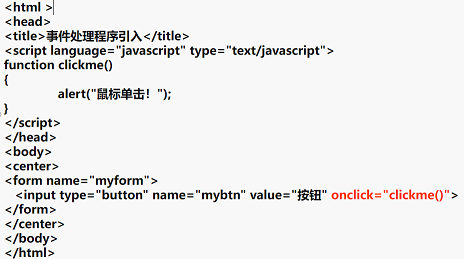 <html >
<head>
<title>事件处理程序引入</title>
<script language="javascript" type="text/javascript">
function clickme()
{
alert("鼠标单击！");
}
</script>
</head>
<body>
<center>
<form name="myform">
<input type="button" name="mybtn" value="按钮" onclick="clickme()">
</form>
</center>
</body>
</html>